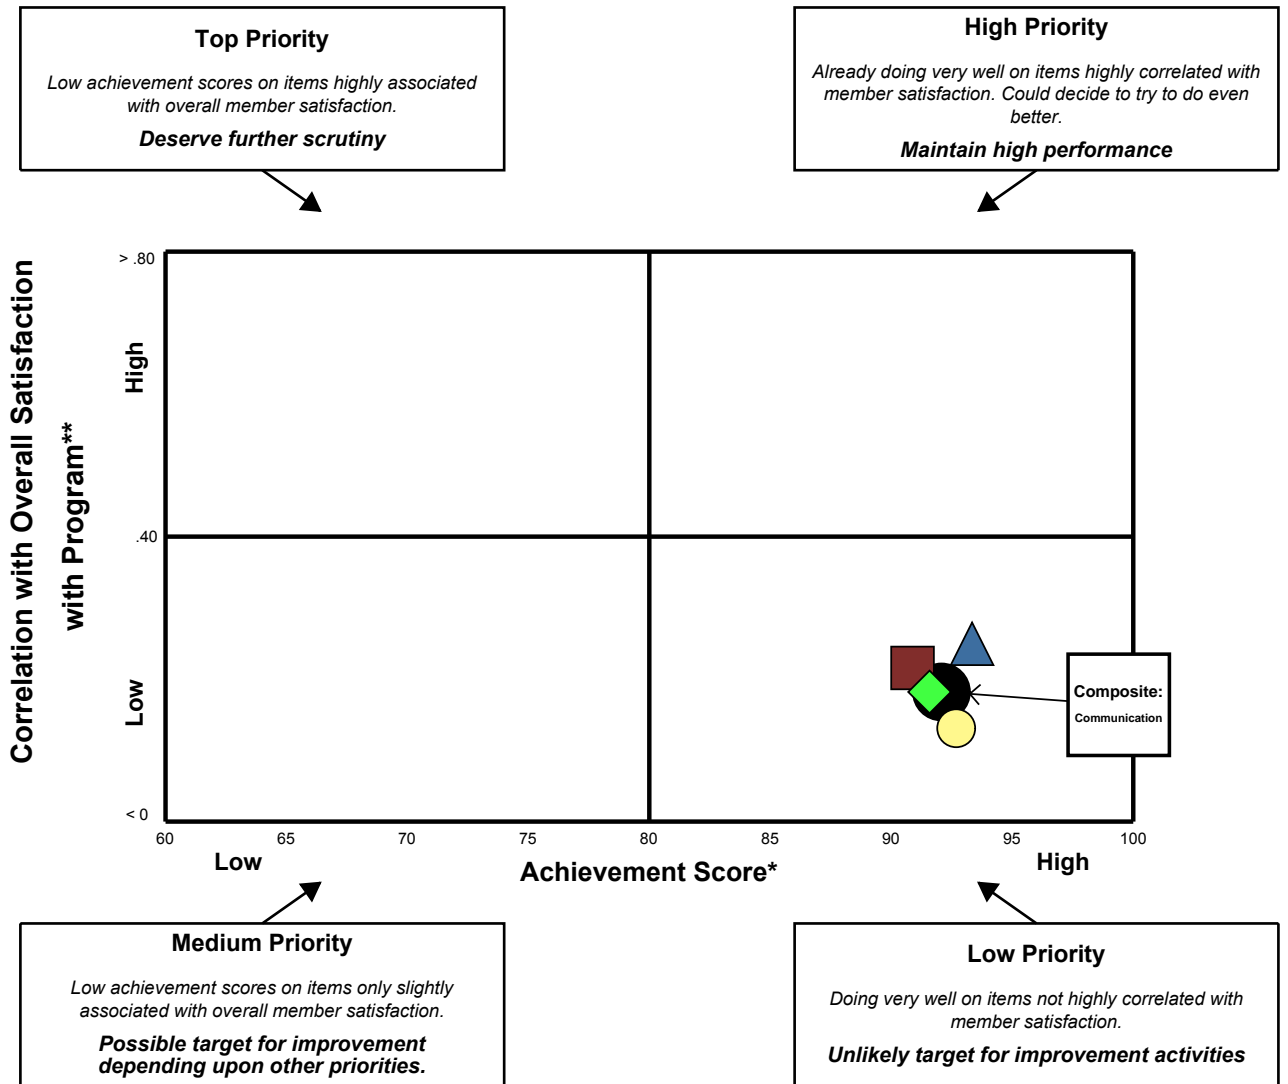 Top Priority
Low achievement scores on items highly associated
with overall member satisfaction.
Deserve further scrutiny
High Priority
Already doing very well on items highly correlated with
member satisfaction. Could decide to try to do even
better.
Maintain high performance
Correlation with Overall Satisfaction
with Program**
> .80
High
.40
Low
< 0
Composite:
Communication
60
65
70
75
80
85
90
95
100
Low
Achievement Score*
High
Medium Priority
Low achievement scores on items only slightly
associated with overall member satisfaction.
Possible target for improvement
depending upon other priorities.
Low Priority
Doing very well on items not highly correlated with
member satisfaction.
Unlikely target for improvement activities